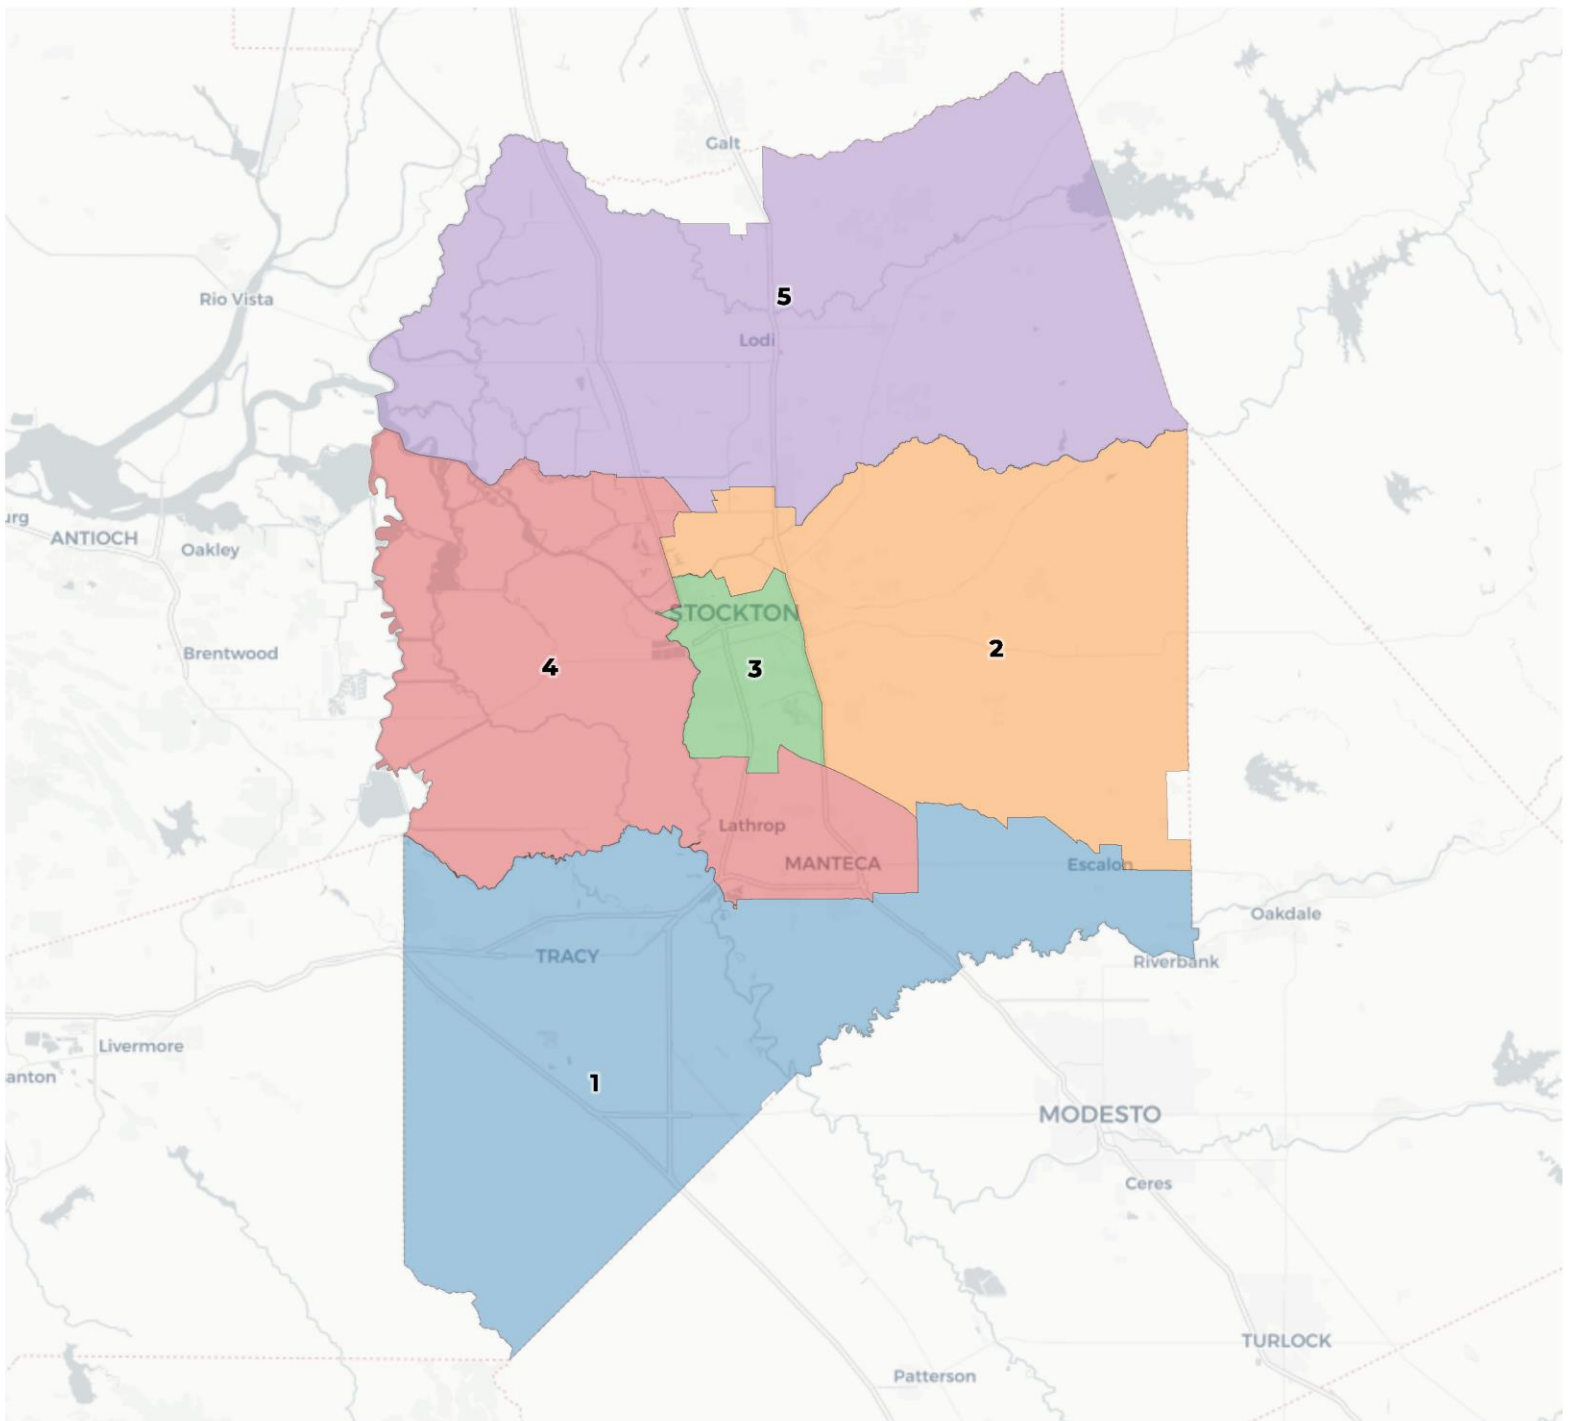 Galt
5
Rio Vista
Lodi
urg
ANTIOCH
Oakley
STOCKTON
Brentwood
4
3
2
Lathrop
MANTECA
Escalon
Oakdale
TRACY
Riverbank
Livermore
anton
1
MODESTO
Ceres
TURLOCK
Patterson